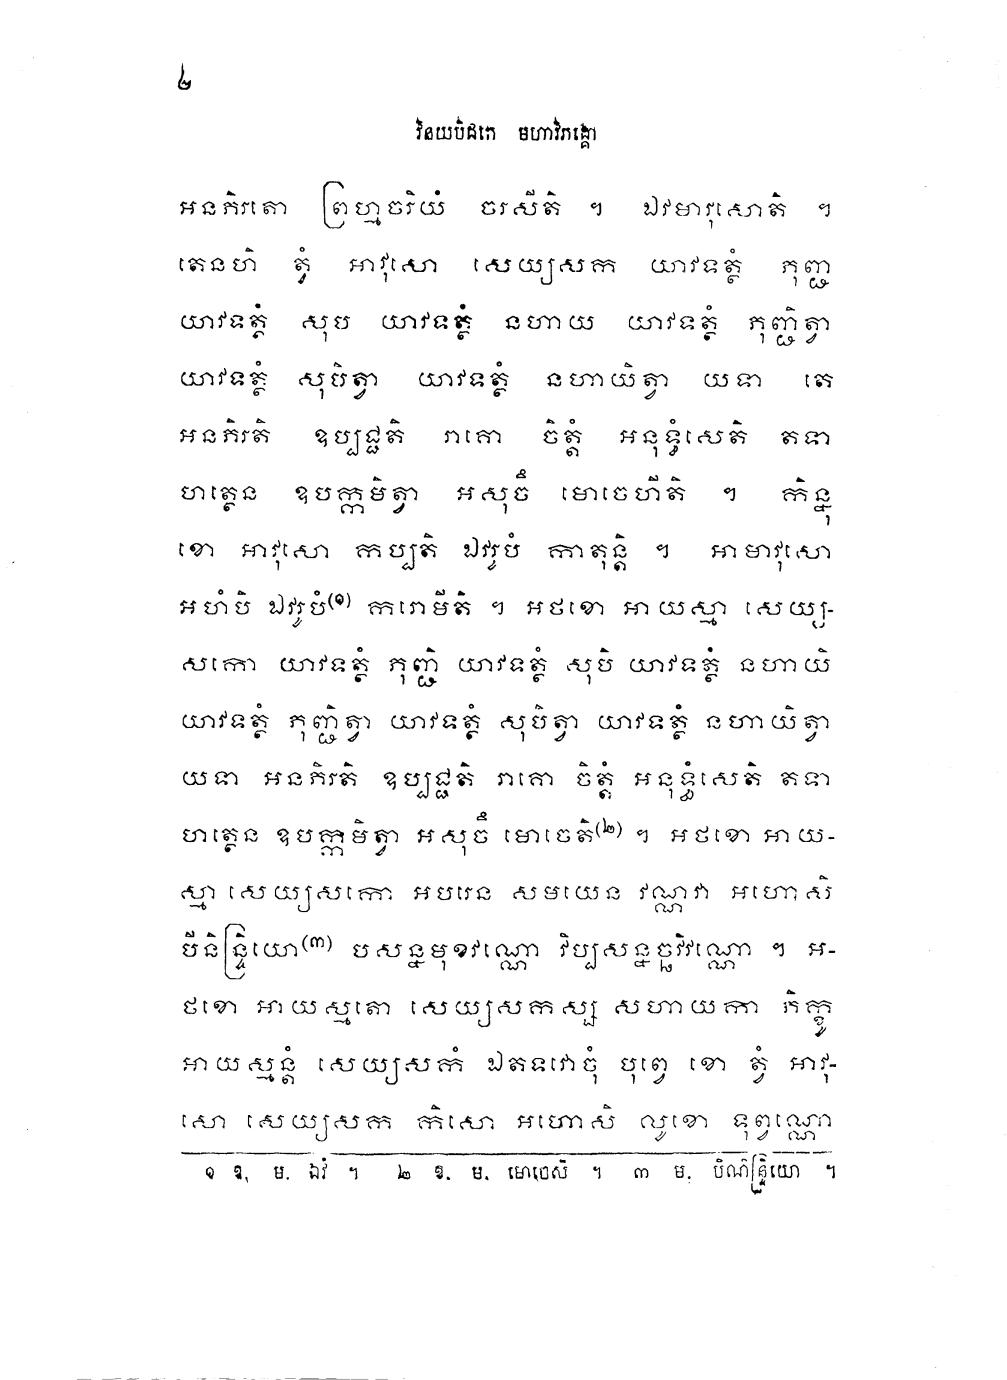 ៤
វិនយបិដកេ មហាវិភង្គោ
អនភិរតោ ព្រហ្មចរិយំ ចរសីតិ ។ ឯវមាវុសោតិ ។
តេនហិ ត្វំ អាវុសោ សេយ្យសក យាវទត្ថំ ភុញ្ជ
យាវទត្ថំ សុប យាវទត្ថំ នហាយ យាវទត្ថំ ភុញ្ជិត្វា
យាវទត្ថំ សុបិត្វា យាវទត្ថំ នហាយិត្វា យទា តេ
អនភិរតិ ឧប្បជ្ជតិ រាគោ ចិត្តំ អនុទ្ធំសេតិ តទា
ហត្ថេន ឧបក្កមិត្វា អសុចឹ មោចេហីតិ ។ កិន្នុ
ខោ អាវុសោ កប្បតិ ឯវរូបំ កាតុន្តិ ។ អាមាវុសោ
អហំបិ ឯវរូបំ(១) ករោមីតិ ។ អថខោ អាយស្មា សេយ្យ-
សកោ យាវទត្ថំ ភុញ្ជិ យាវទត្ថំ សុបិ យាវទត្ថំ នហាយិ
យាវទត្ថំ ភុញ្ជិត្វា យាវទត្ថំ សុបិត្វា យាវទត្ថំ នហាយិត្វា
យទា អនភិរតិ ឧប្បជ្ជតិ រាគោ ចិត្តំ អនុទ្ធំសេតិ តទា
ហត្ថេន ឧបក្កមិត្វា អសុចឹ មោចេតិ(២) ។ អថខោ អាយ-
ស្មា សេយ្យសកោ អបរេន សមយេន វណ្ណវា អហោសិ
បីនិន្ទ្រិយោ(៣) បសន្នមុខវណ្ណោ វិប្បសន្នច្ឆវិវណ្ណោ ។ អ-
ថខោ អាយស្មតោ សេយ្យសកស្ស សហាយកា ភិក្ខូ
អាយស្មន្តំ សេយ្យសកំ ឯតទវោចុំ បុព្វេ ខោ ត្វំ អាវុ-
សោ សេយ្យសក កិសោ អហោសិ លូខោ ទុព្វណ្ណោ
១ ឱ. ម. ឯវំ ។ ២ ឱ. ម. មោចេសិ ។ ៣ ម. បិណិន្ទ្រិយោ ។